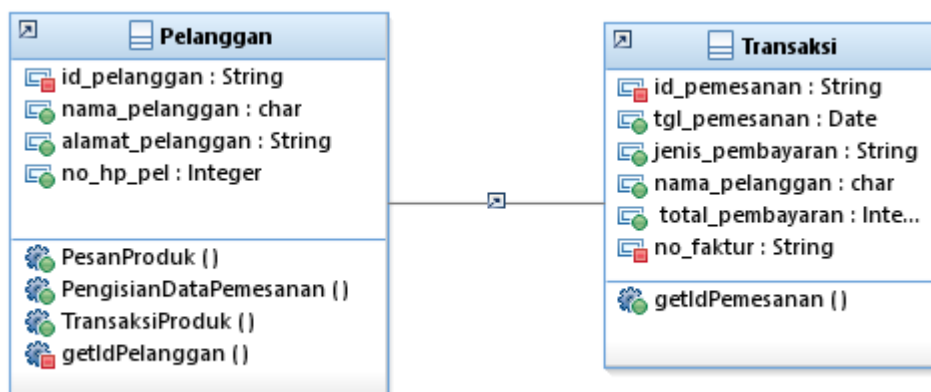 Pelanggan
id_pelanggan : String
nama_pelanggan : char
alamat_pelanggan : String
no_hp_pel : Integer
PesanProduk ()
PengisianDataPemesanan ()
TransaksiProduk ()
getIdPelanggan ()
Transaksi
id_pemesanan : String
tgl_pemesanan : Date
jenis_pembayaran : String
nama_pelanggan : char
total_pembayaran : Inte...
no_faktur : String
getIdPemesanan ()